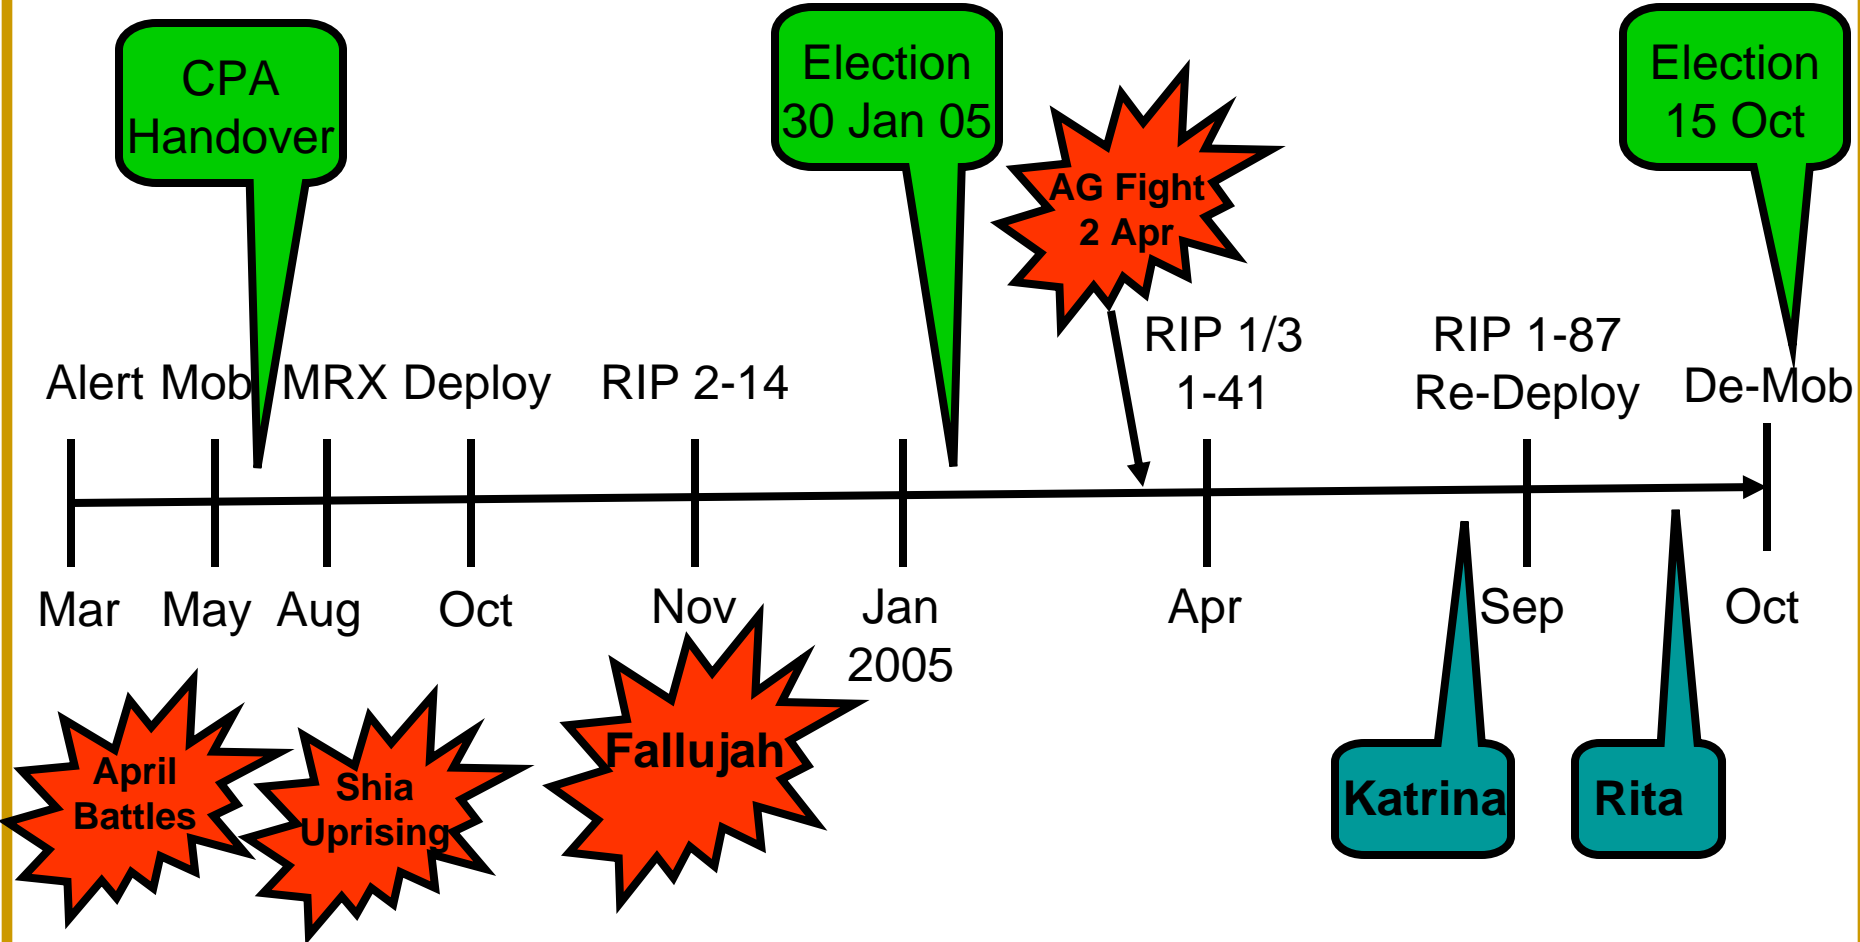 CPA
Handover
Election
30 Jan 05
Election
15 Oct
AG Fight
2 Apr
Alert
Mob
MRX
Deploy
RIP 2-14
RIP 1/3
1-41
RIP 1-87
Re-Deploy
De-Mob
Mar
May
Aug
Oct
Nov
Jan
2005
Apr
Sep
Oct
April
Battles
Shia
Uprising
Fallujah
Katrina
Rita